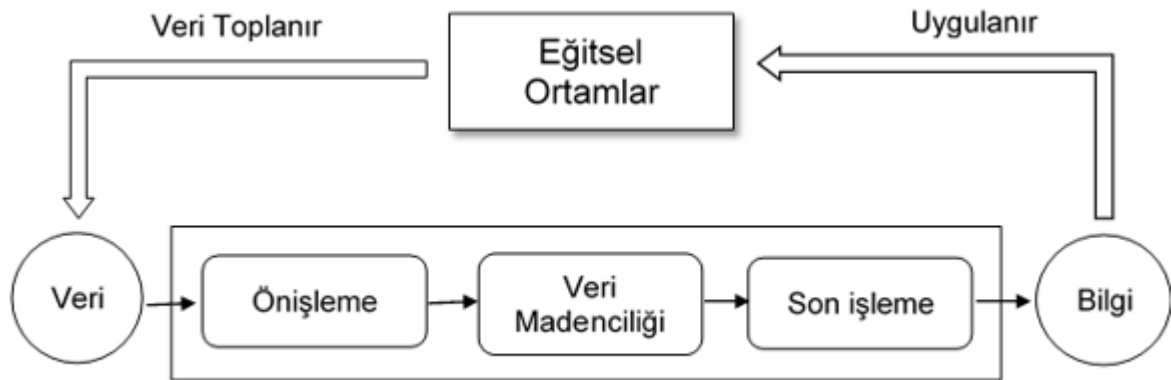 Veri Toplanır
Eğitsel
Ortamlar
Uygulanır
Veri
Önişleme
Veri
Madenciliği
Son işleme
Bilgi